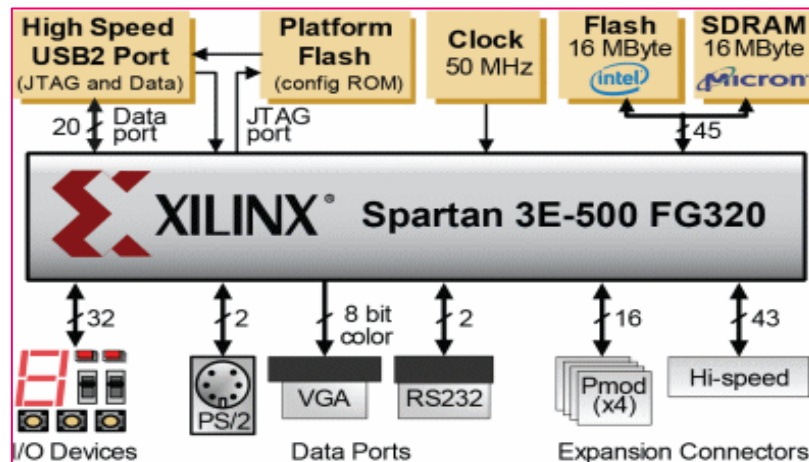 High Speed
USB2 Port
(JTAG and Data)
Platform
Flash
(config ROM)
Clock
50 MHz
Flash
16 MByte
intel
SDRAM
16 MByte
Micron
20
Data
port
JTAG
port
45
XILINX® Spartan 3E-500 FG320
32
2
8 bit
color
2
16
43
PS/2
VGA
RS232
Pmod
(x4)
Hi-speed
I/O Devices
Data Ports
Expansion Connectors